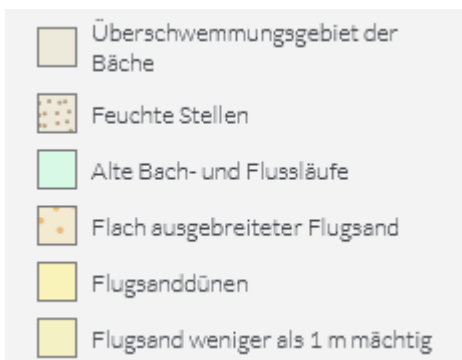 Überschwemmungsgebiet der
Bäche
Feuchte Stellen
Alte Bach- und Flussläufe
Flach ausgebreiteter Flugsand
Flugsanddünen
Flugsand weniger als 1 m mächtig